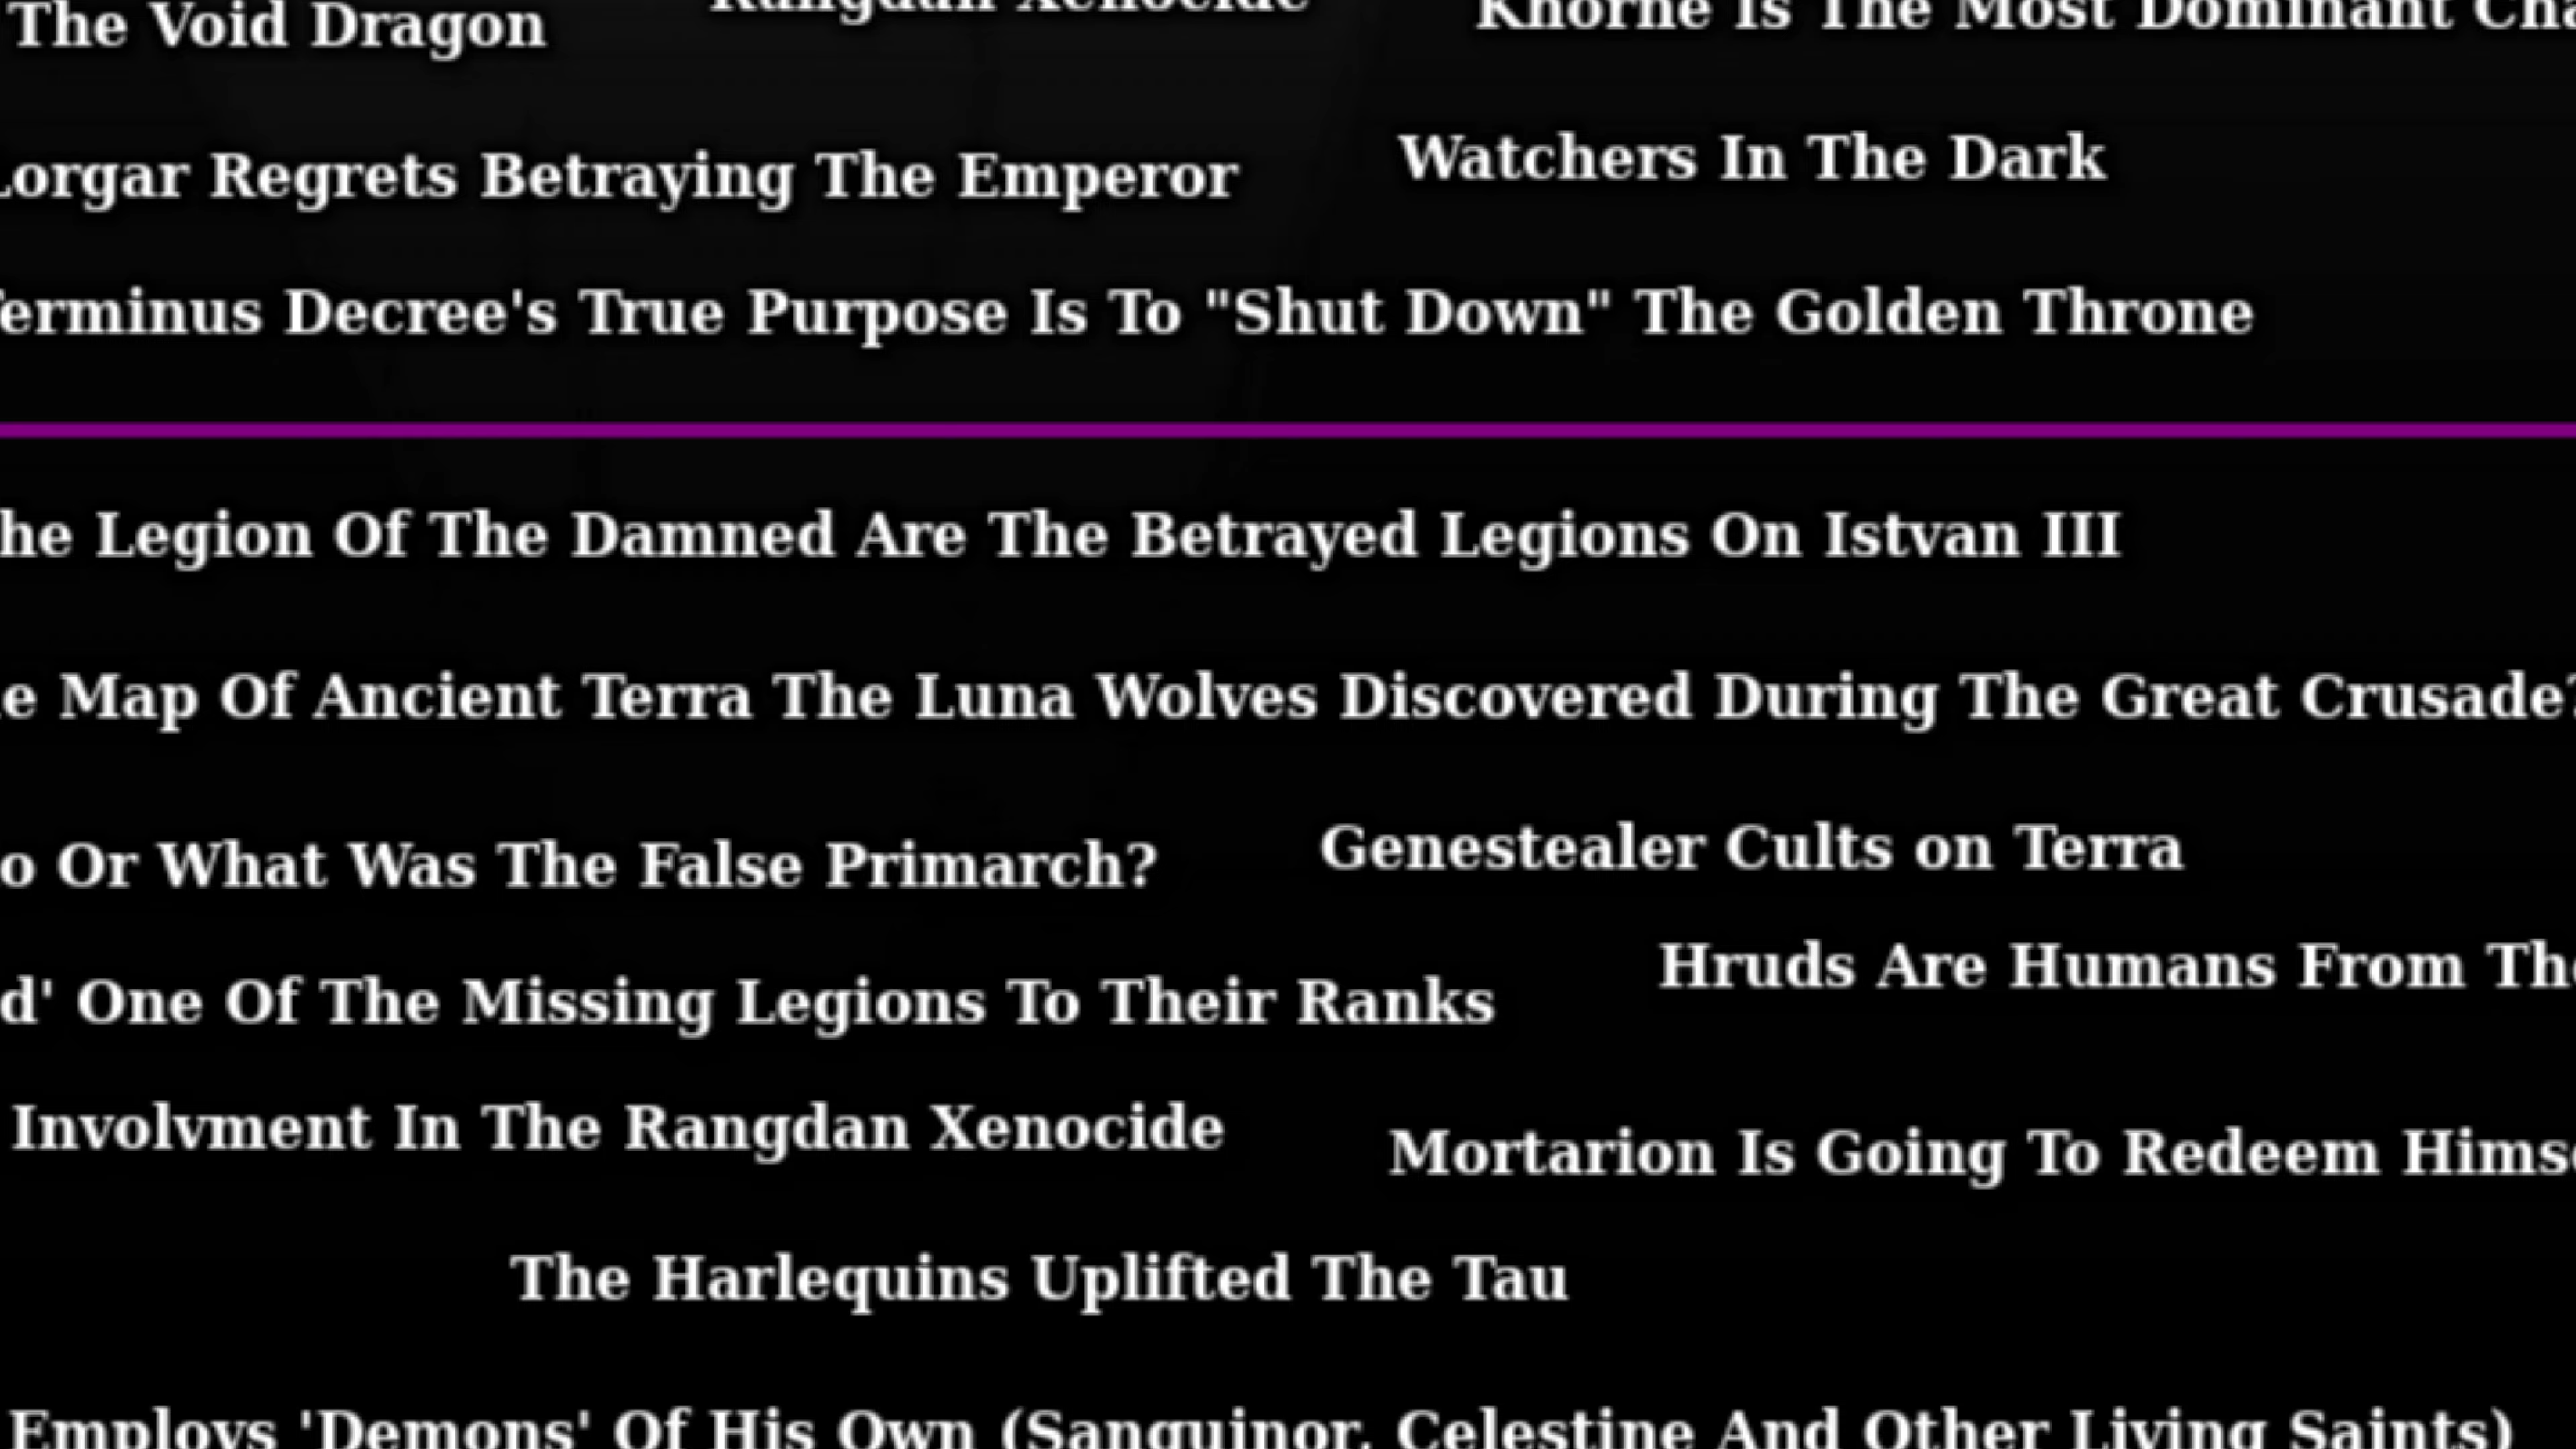 The Void Dragon
Rangdan Xenocide
Khorne Is The Most Dominant
Lorgar Regrets Betraying The Emperor
Watchers In The Dark
Terminus Decree's True Purpose Is To "Shut Down" The Golden Throne
he Legion Of The Damned Are The Betrayed Legions On Istvan III
e Map Of Ancient Terra The Luna Wolves Discovered During The Great Crusade?
o Or What Was The False Primarch?
Genestealer Cults on Terra
Hruds Are Humans From
d' One Of The Missing Legions To Their Ranks
Involvment In The Rangdan Xenocide
Mortarion Is Going To Redeem
The Harlequins Uplifted The Tau
Employs 'Demons' Of His Own (Sanguinor, Celestine And Other Living Saints)